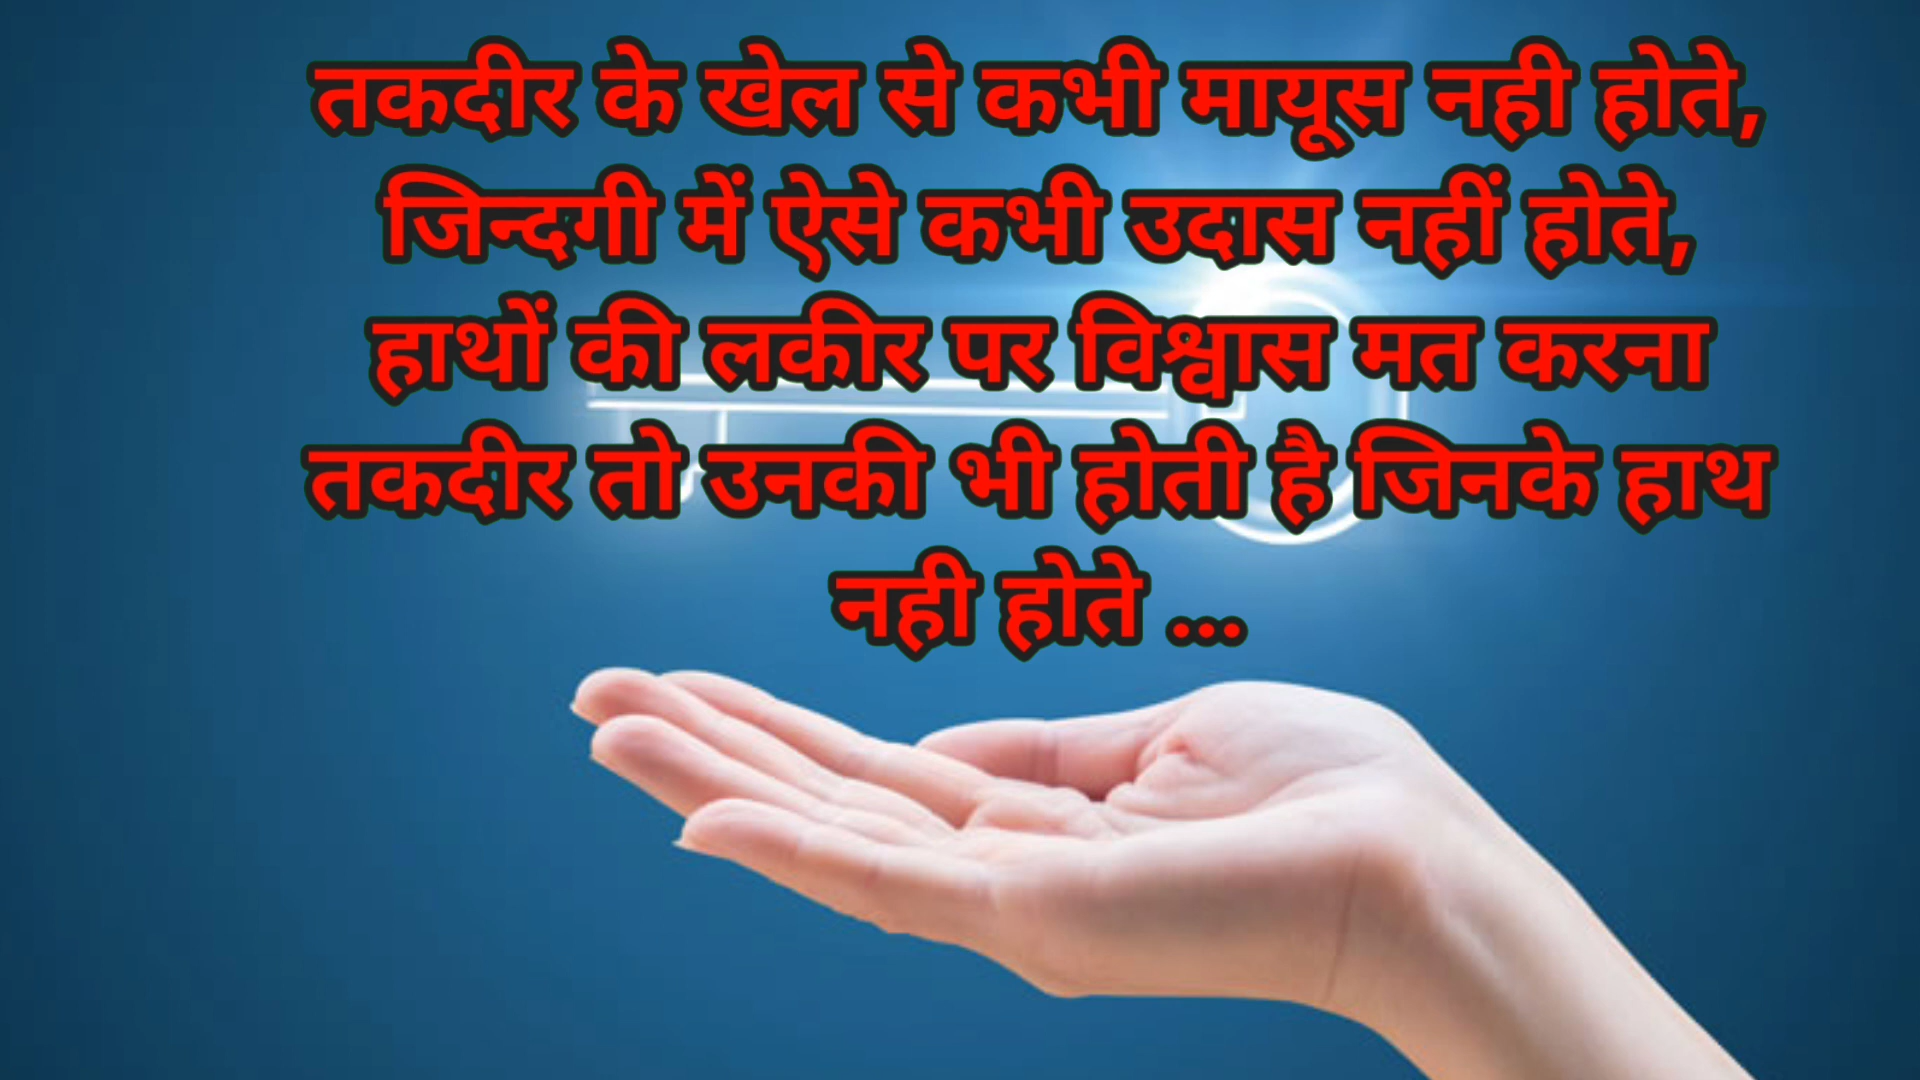 तकदीर के खेल से कभी मायूस नही होते,
जिन्दगी में ऐसे कभी उदास नहीं होते,
हाथों की लकीर पर विश्वास मत करना
तकदीर तो उनकी भी होती है जिनके हाथ
नही होते ...